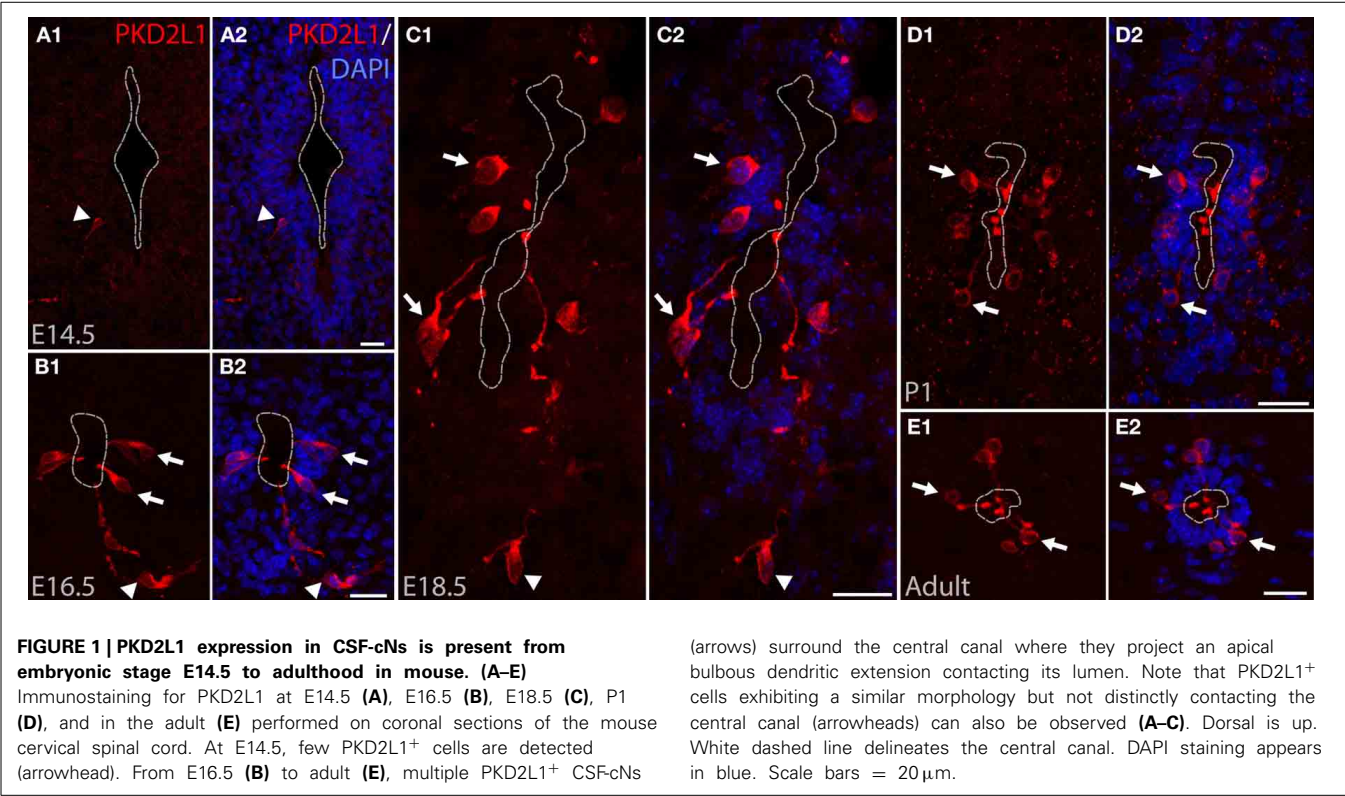 A1
PKD2L1
A2
PKD2L1/
DAPI
E14.5
B1
B2
E16.5
C1
C2
E18.5
D1
D2
P1
E1
E2
Adult
FIGURE 1 | PKD2L1 expression in CSF-cNs is present from
embryonic stage E14.5 to adulthood in mouse. (A–E)
Immunostaining for PKD2L1 at E14.5 (A), E16.5 (B), E18.5 (C), P1
(D), and in the adult (E) performed on coronal sections of the mouse
cervical spinal cord. At E14.5, few PKD2L1+ cells are detected
(arrowhead). From E16.5 (B) to adult (E), multiple PKD2L1+ CSF-cNs
(arrows) surround the central canal where they project an apical
bulbous dendritic extension contacting its lumen. Note that PKD2L1+
cells exhibiting a similar morphology but not distinctly contacting the
central canal (arrowheads) can also be observed (A–C). Dorsal is up.
White dashed line delineates the central canal. DAPI staining appears
in blue. Scale bars = 20 μm.